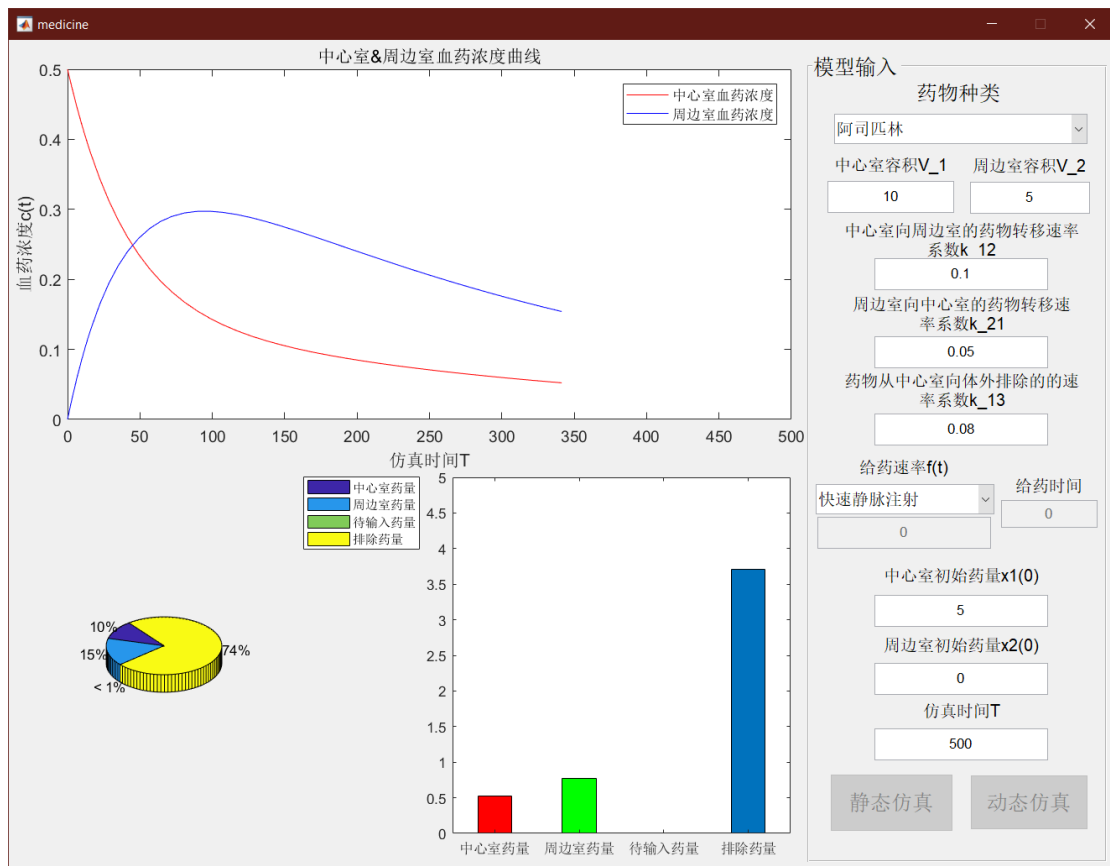 medicine
中心室&周边室血药浓度曲线
0.5
0.4
0.3
0.2
0.1
0
血药浓度c(t)
中心室血药浓度
周边室血药浓度
0 50 100 150 200 250 300 350 400 450 500
仿真时间T
中心室药量
周边室药量
待输入药量
排除药量
10%
15%
< 1%
74%
5
4.5
4
3.5
3
2.5
2
1.5
1
0.5
0
中心室药量 周边室药量 待输入药量 排除药量
模型输入
药物种类
阿司匹林
中心室容积V_1 周边室容积V_2
10 5
中心室向周边室的药物转移速率
系数k_12
0.1
周边室向中心室的药物转移速
率系数k_21
0.05
药物从中心室向体外排除的的速
率系数k_13
0.08
给药速率f(t)
给药时间
快速静脉注射
0
0
中心室初始药量x1(0)
5
周边室初始药量x2(0)
0
仿真时间T
500
静态仿真 动态仿真